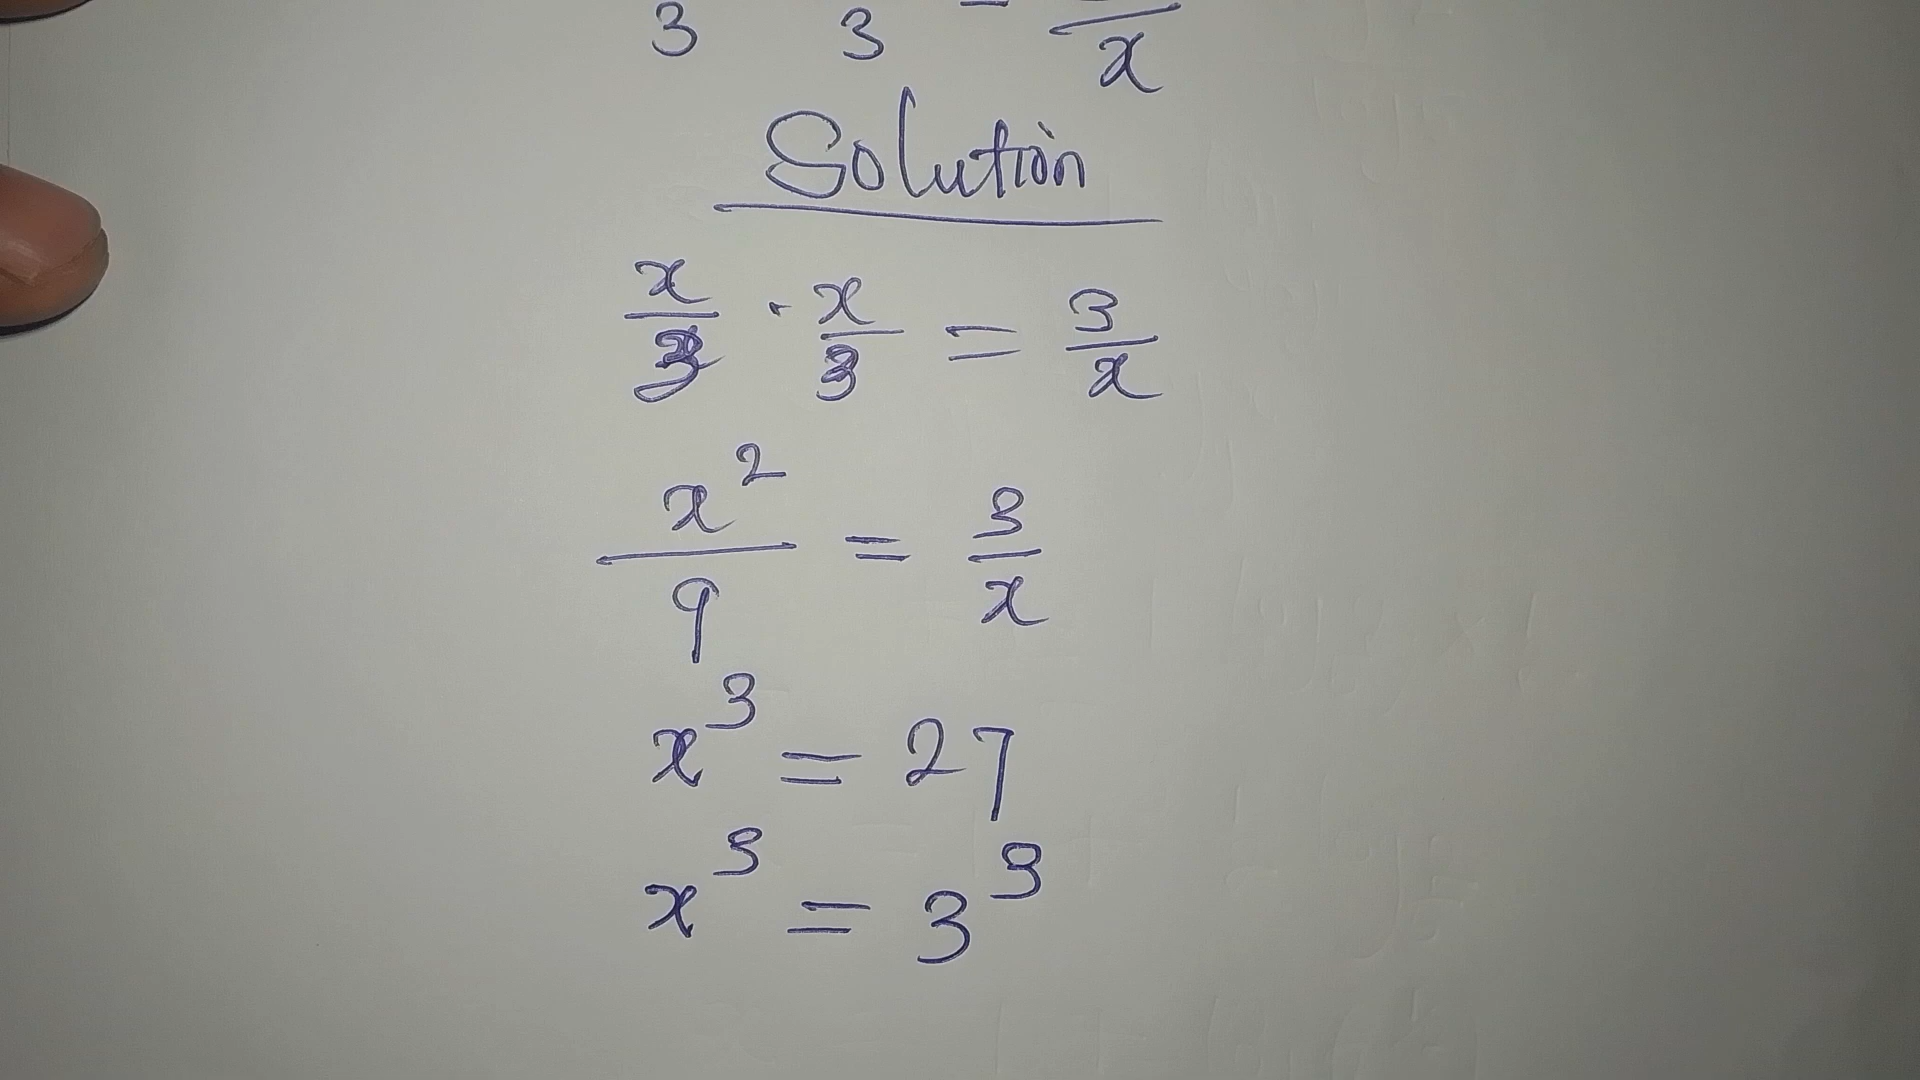 3 3 = /x
Solution
x/3 · x/3 = 3/x
x²/9 = 3/x
x³ = 27
x³ = 3³